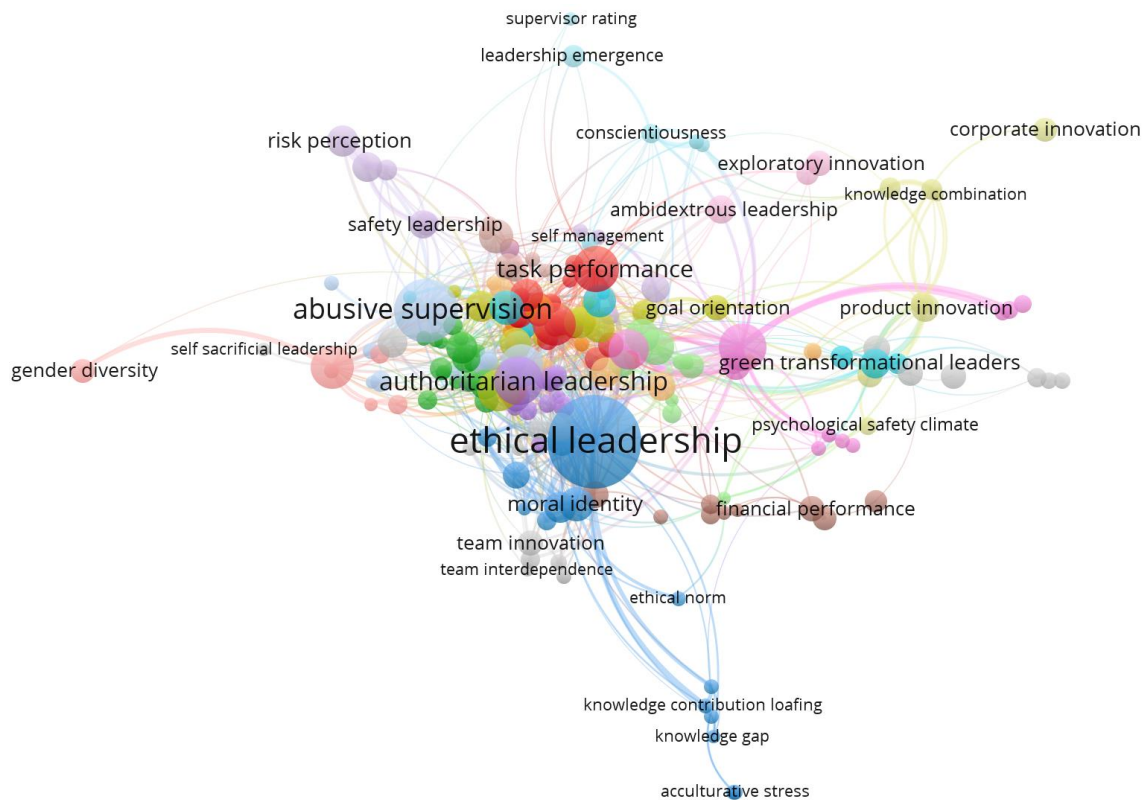 supervisor rating
leadership emergence
corporate innovation
conscientiousness
risk perception
exploratory innovation
knowledge combination
ambidextrous leadership
safety leadership
self management
task performance
abusive supervision
goal orientation
product innovation
self sacrificial leadership
green transformational leaders
gender diversity
authoritarian leadership
psychological safety climate
ethical leadership
moral identity
financial performance
team innovation
team interdependence
ethical norm
knowledge contribution loafing
knowledge gap
acculturative stress